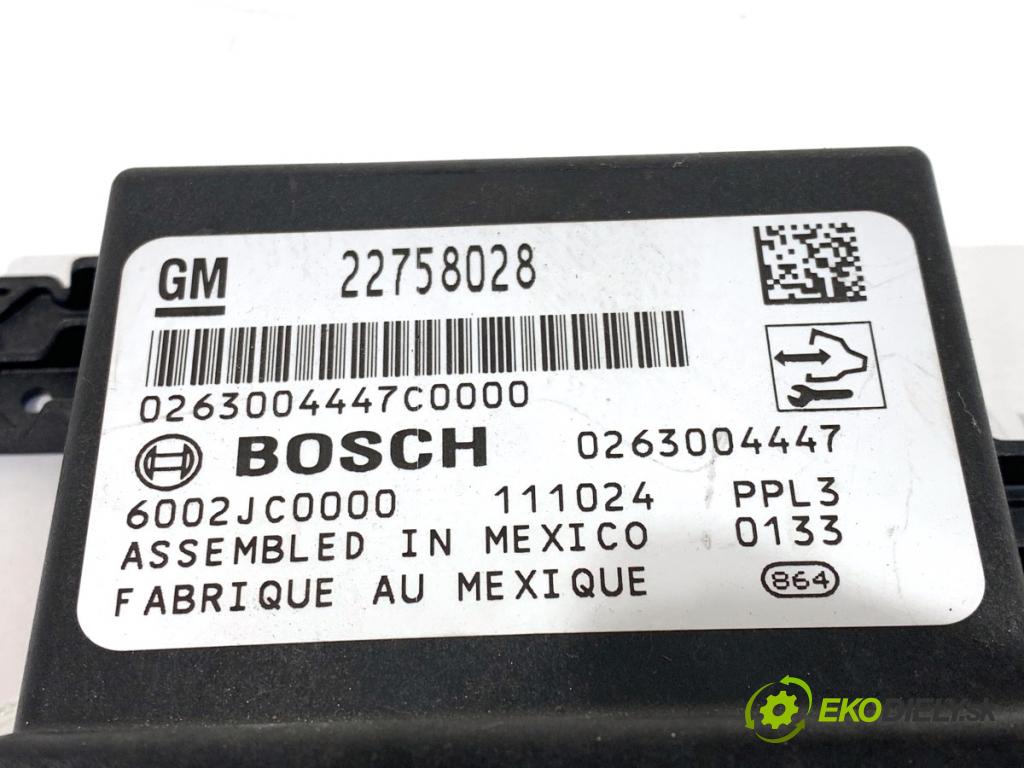 GM 22758028
0263004447C0000
BOSCH 0263004447
6002JC0000 111024 PPL3
ASSEMBLED IN MEXICO 0133
FABRIQUE AU MEXIQUE 864
EKODIELY.SK